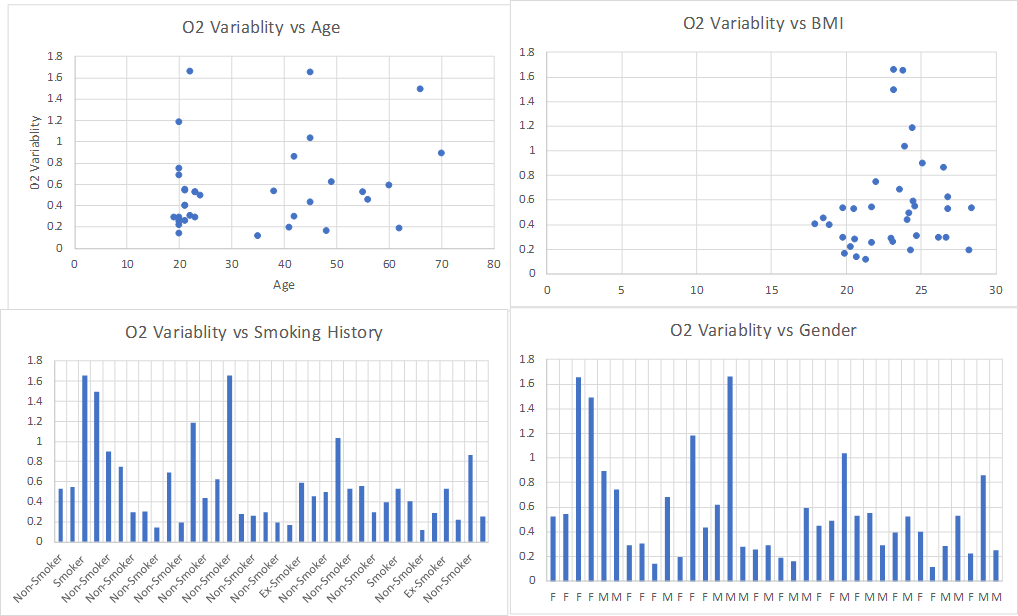 O2 Variablity vs Age
1.8
1.6
1.4
1.2
1
0.8
0.6
0.4
0.2
0
02 Variablity
0 10 20 30 40 50 60 70 80
Age
O2 Variablity vs BMI
1.8
1.6
1.4
1.2
1
0.8
0.6
0.4
0.2
0
0 5 10 15 20 25 30
O2 Variablity vs Smoking History
1.8
1.6
1.4
1.2
1
0.8
0.6
0.4
0.2
0
Non-Smoker
Smoker
Non-Smoker
Non-Smoker
Non-Smoker
Non-Smoker
Non-Smoker
Non-Smoker
Non-Smoker
Non-Smoker
Ex-Smoker
Non-Smoker
Non-Smoker
Non-Smoker
Smoker
Non-Smoker
Ex-Smoker
Non-Smoker
O2 Variablity vs Gender
1.8
1.6
1.4
1.2
1
0.8
0.6
0.4
0.2
0
F F F F M M F F F M F F F M M M F M F M M F F M M M M F M F F M M F M M